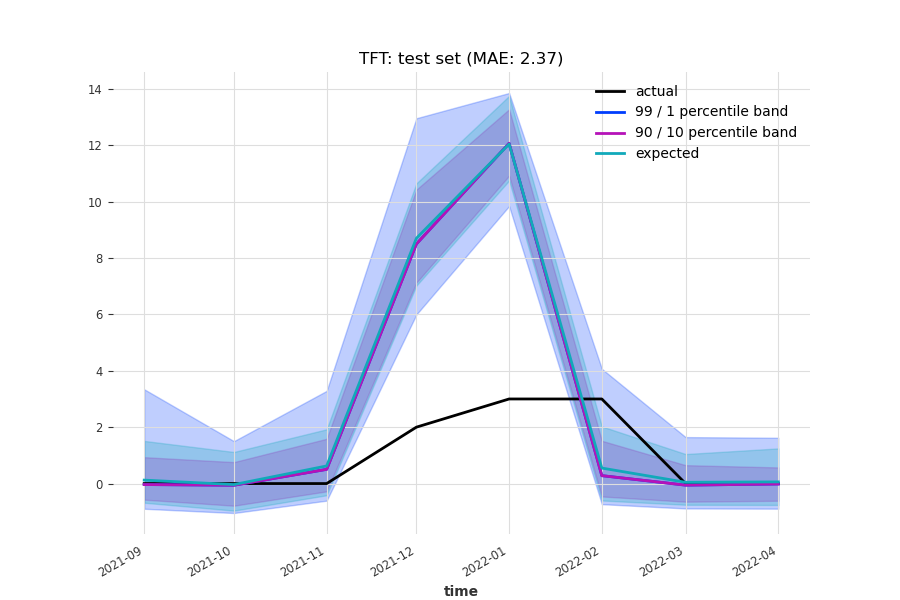 TFT: test set (MAE: 2.37)
actual
99 / 1 percentile band
90 / 10 percentile band
expected
14
12
10
8
6
4
2
0
2021-09
2021-10
2021-11
2021-12
2022-01
2022-02
2022-03
2022-04
time